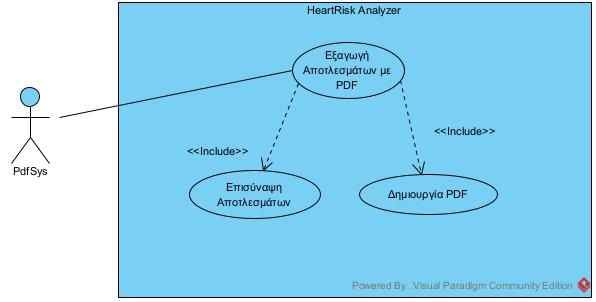 HeartRisk Analyzer
Εξαγωγή
Αποτλεσμάτων με
PDF
<<Include>>
<<Include>>
PdfSys
Επισύναψη
Αποτλεσμάτων
Δημιουργία PDF
Powered By: Visual Paradigm Community Edition